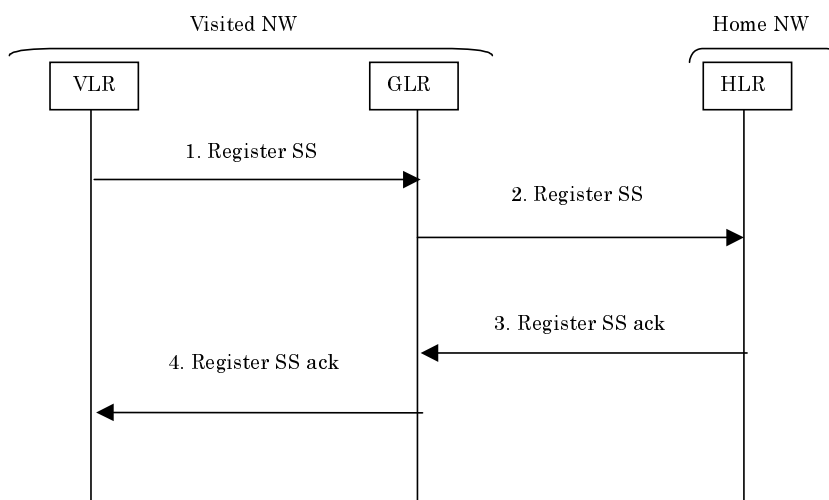 Visited NW
Home NW
VLR
GLR
HLR
1. Register SS
2. Register SS
3. Register SS ack
4. Register SS ack